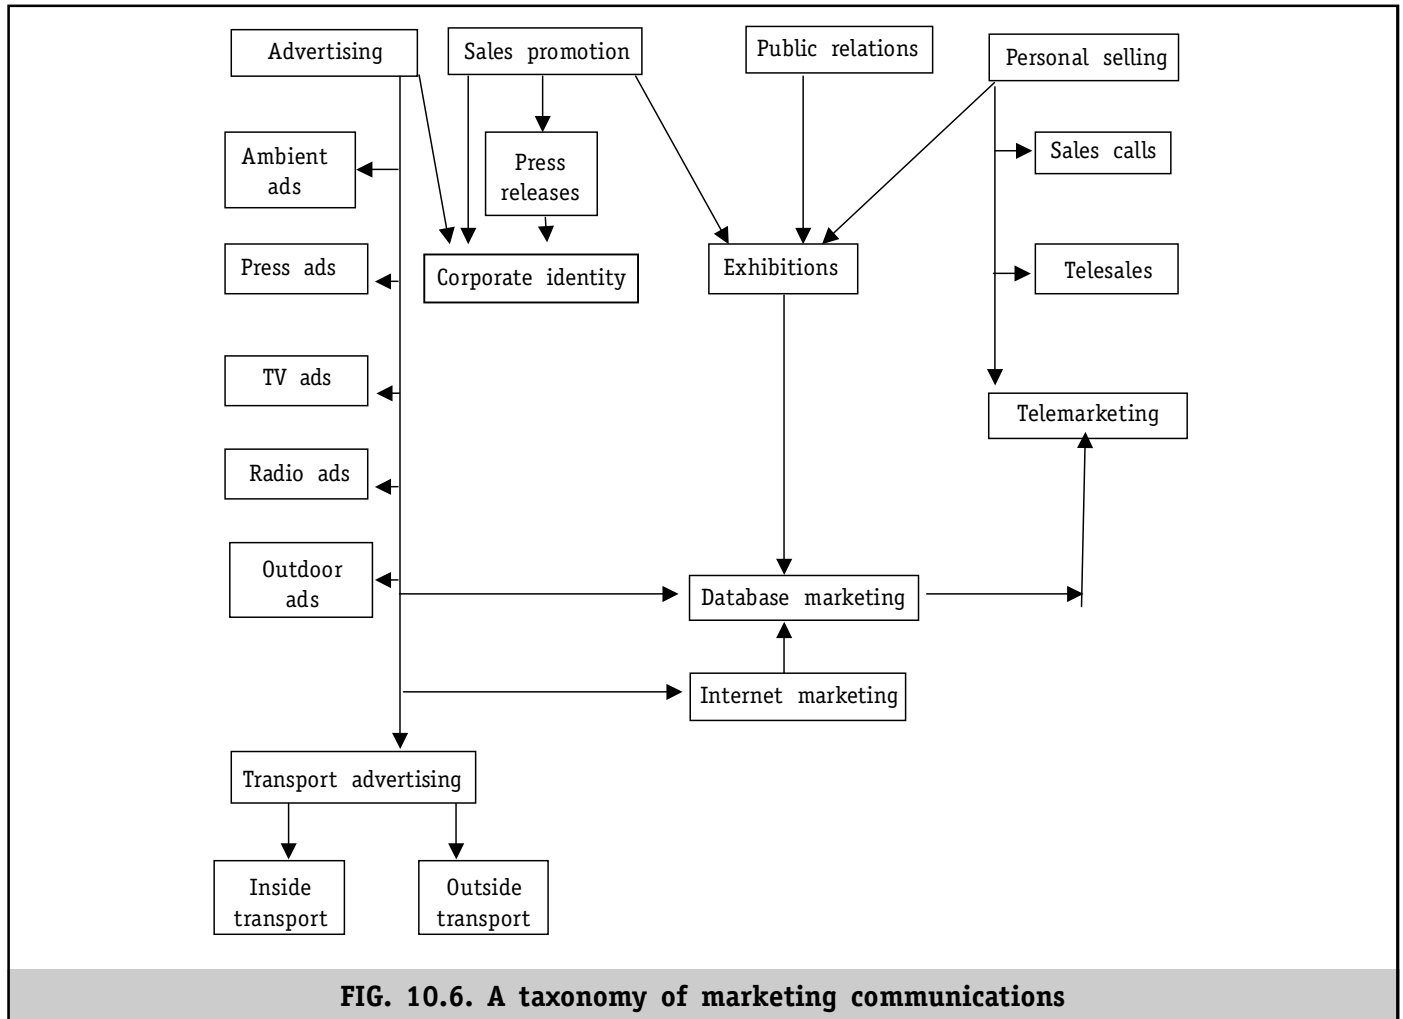 Advertising
Sales promotion
Public relations
Personal selling
Ambient
ads
Press
releases
Sales calls
Press ads
Corporate identity
Exhibitions
Telesales
TV ads
Telemarketing
Radio ads
Outdoor
ads
Database marketing
Internet marketing
Transport advertising
Inside
transport
Outside
transport
FIG. 10.6. A taxonomy of marketing communications